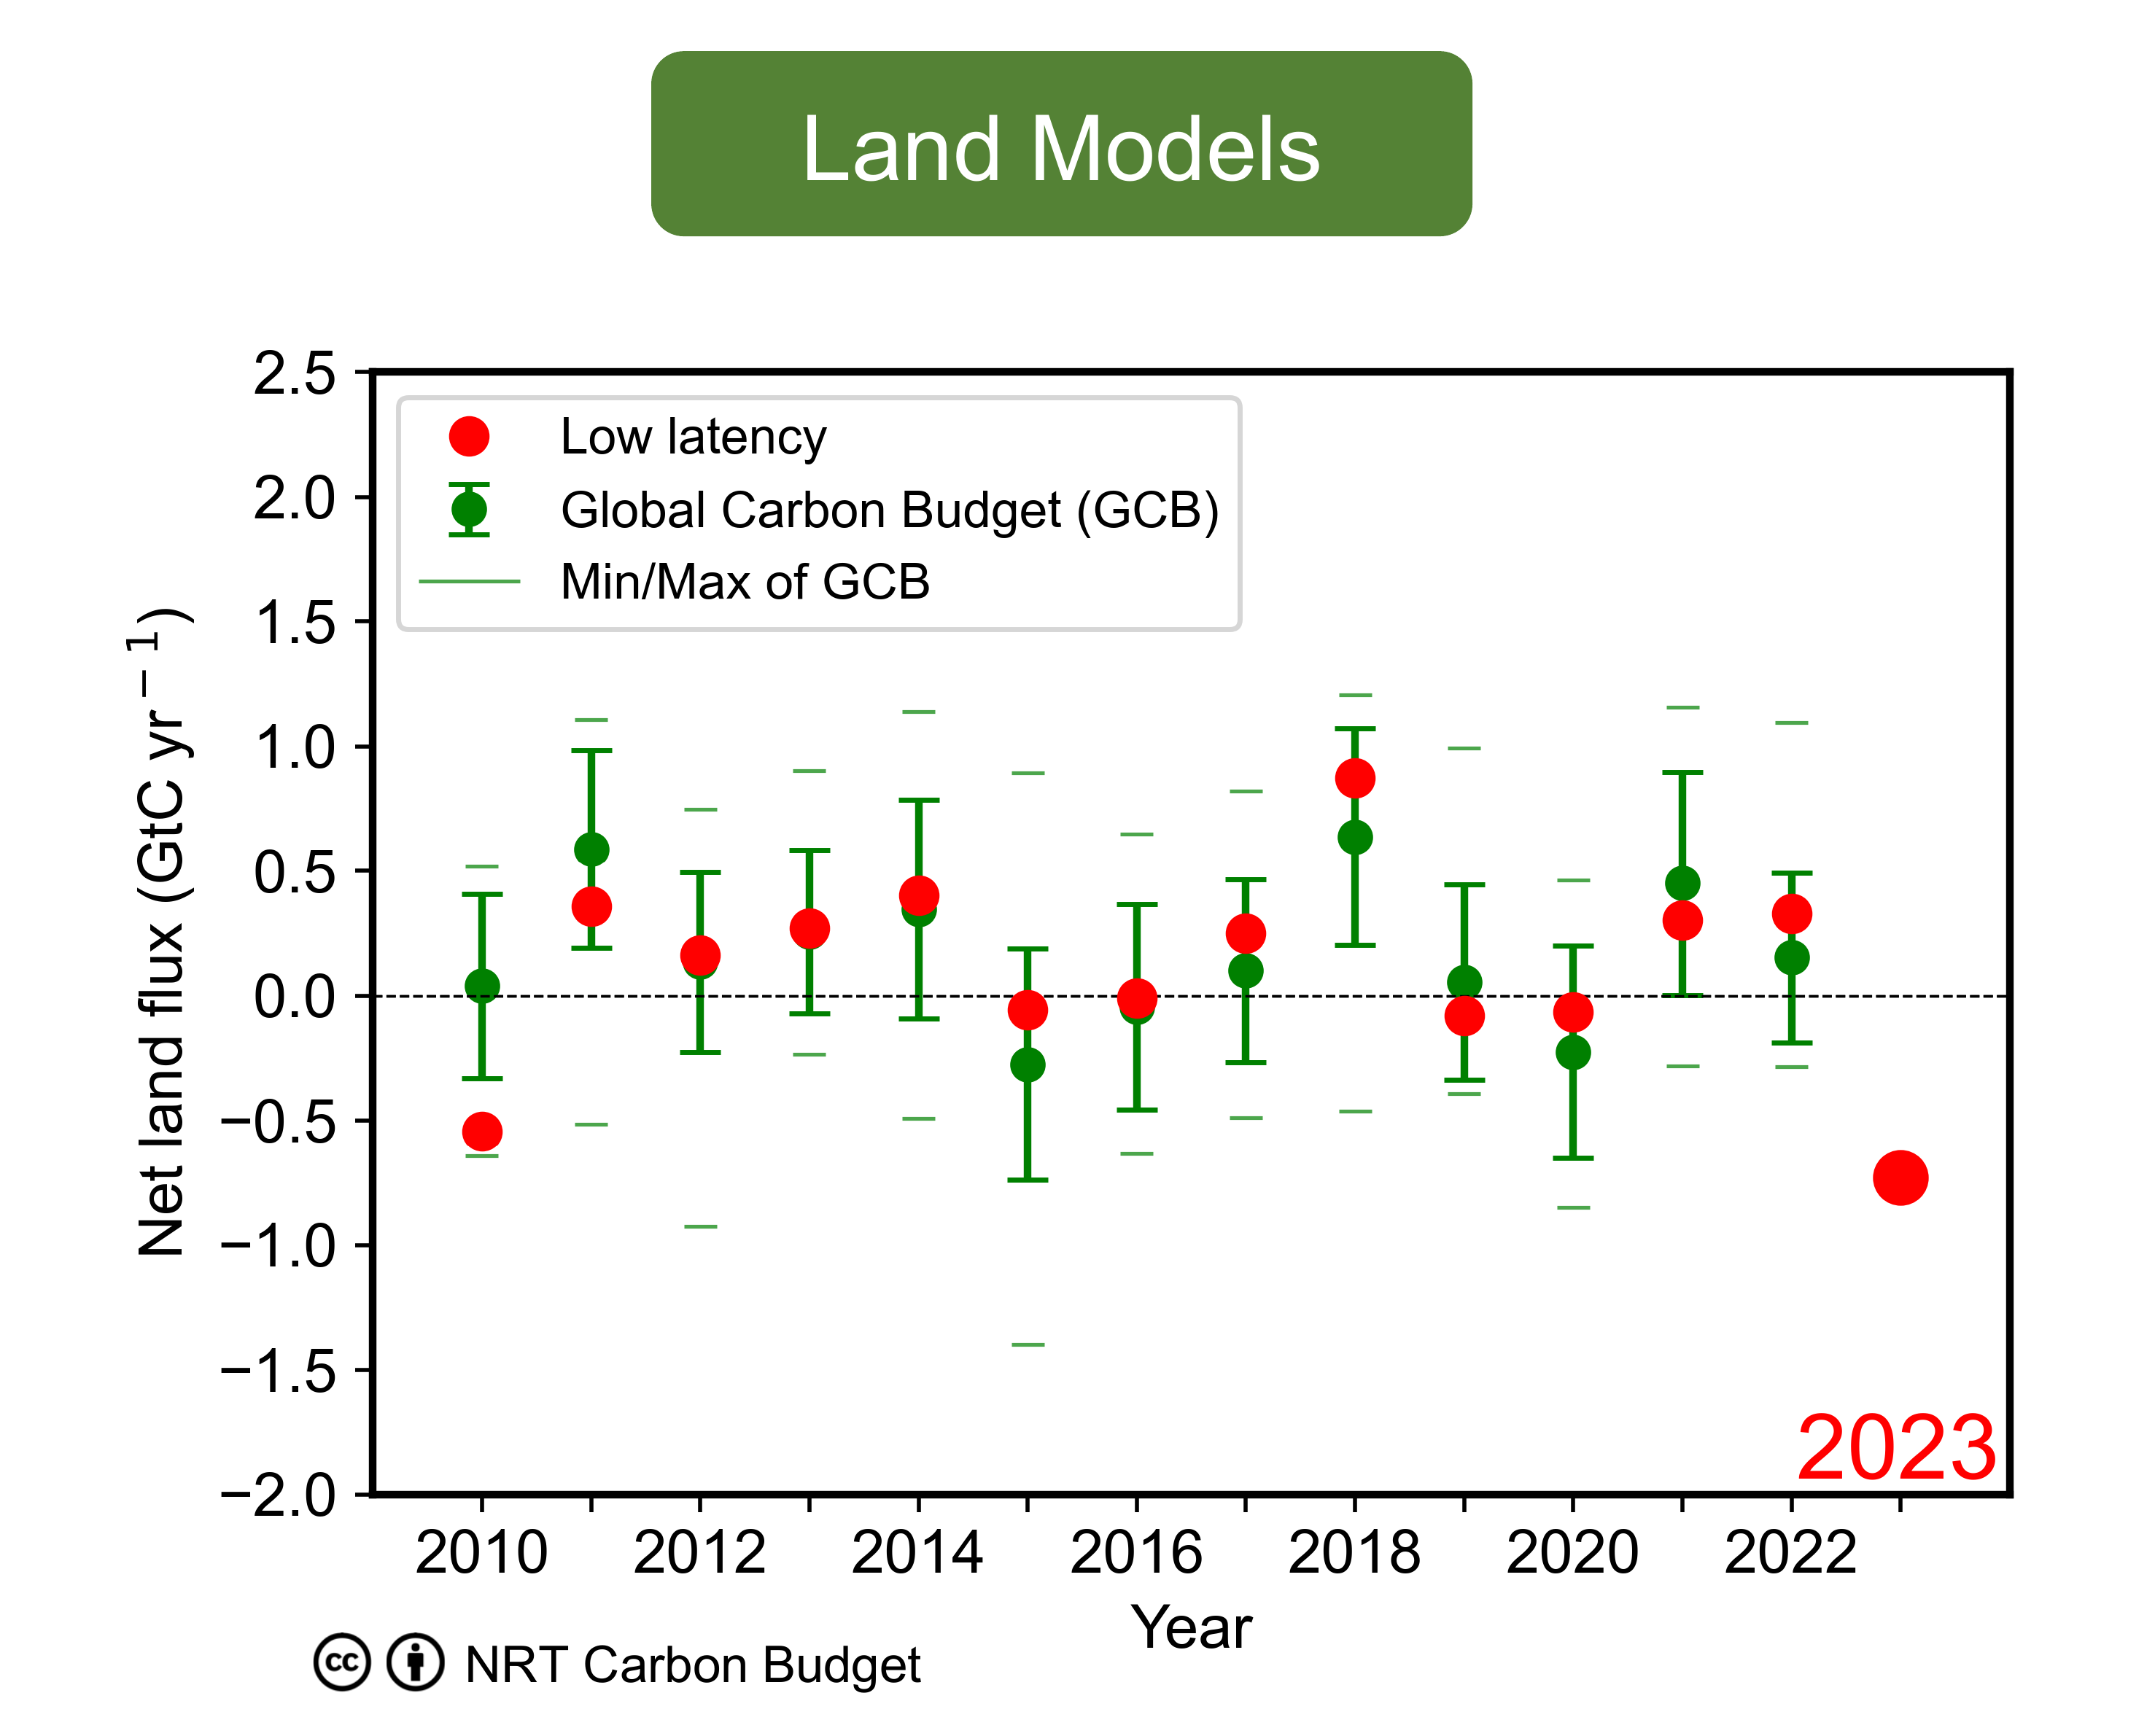 Land Models
Low latency
Global Carbon Budget (GCB)
Min/Max of GCB
2.5
2.0
1.5
1.0
0.5
0.0
−0.5
−1.0
−1.5
−2.0
Net land flux (GtC yr⁻¹)
2023
2010 2012 2014 2016 2018 2020 2022
Year
cc NRT Carbon Budget